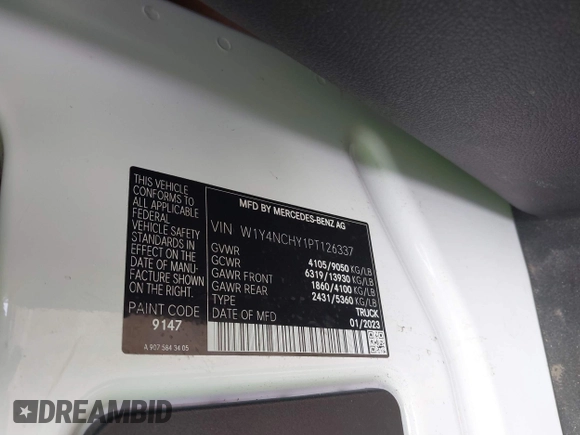 THIS VEHICLE
CONFORMS TO
ALL APPLICABLE
FEDERAL
MOTOR
VEHICLE SAFETY
STANDARDS IN
EFFECT ON THE
DATE OF MANU-
FACTURE SHOWN
ON THE RIGHT.
PAINT CODE
9147
A 907 584 34 05
MFD BY MERCEDES-BENZ AG
VIN W1Y4NCHY1PT126337
GVWR 4105/9050 KG/LB
GCWR 6319/13930 KG/LB
GAWR FRONT 1860/4100 KG/LB
GAWR REAR 2431/5360 KG/LB
TYPE TRUCK
DATE OF MFD 01/2023
DREAMBID